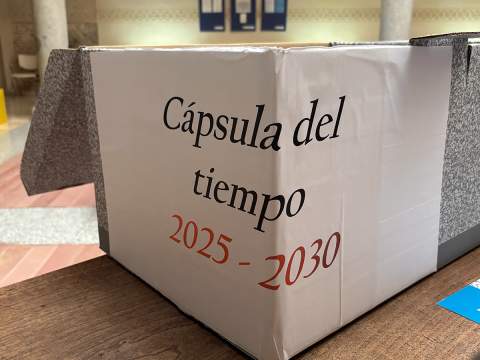 Cápsula del
tiempo
2025 - 2030